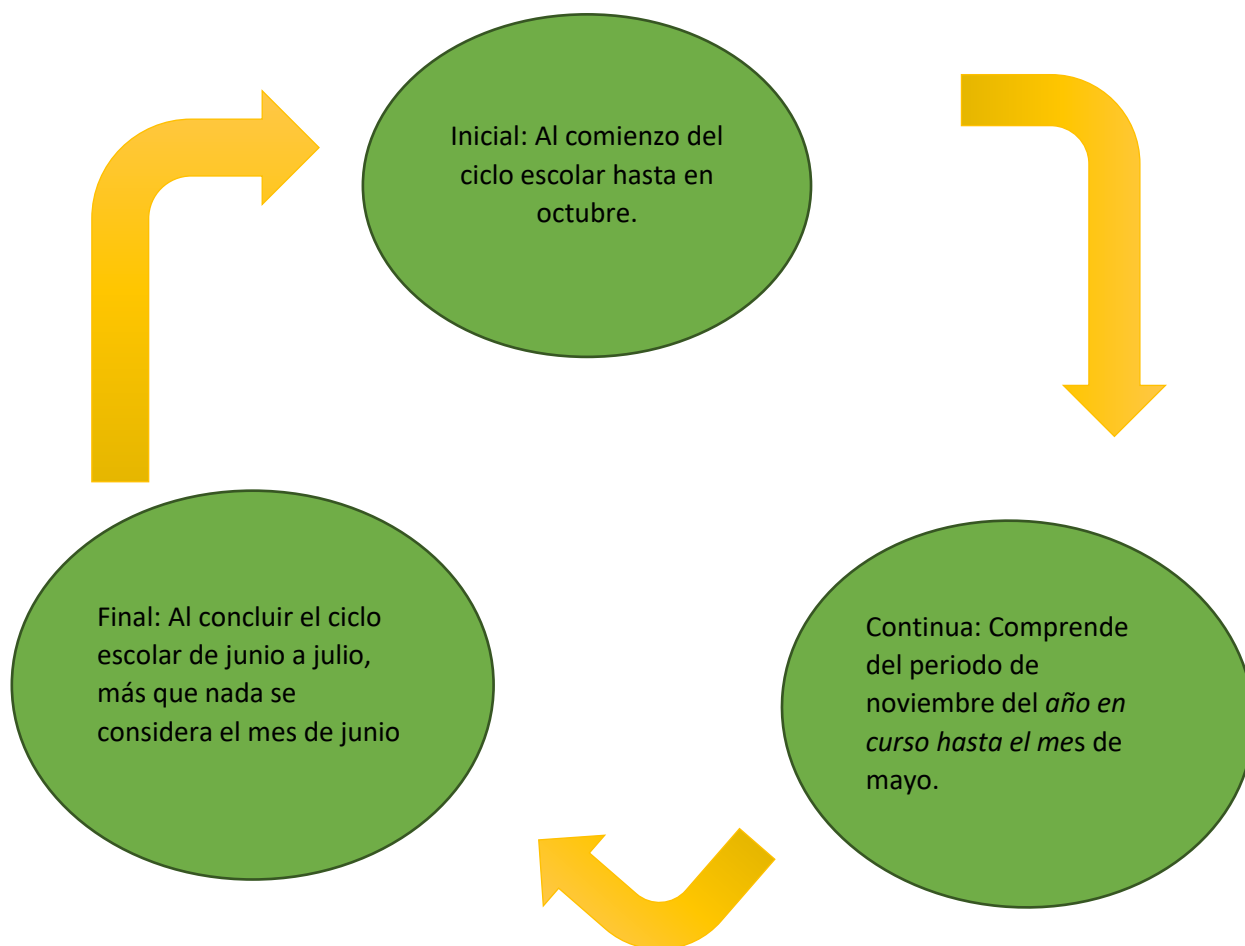 Inicial: Al comienzo del
ciclo escolar hasta en
octubre.
Continua: Comprende
del periodo de
noviembre del año en
curso hasta el mes de
mayo.
Final: Al concluir el ciclo
escolar de junio a julio,
más que nada se
considera el mes de junio